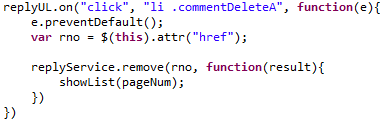 replyUL.on("click", "li .commentDeleteA", function(e){
    e.preventDefault();
    var rno = $(this).attr("href");

    replyService.remove(rno, function(result){
        showList(pageNum);
    })
})